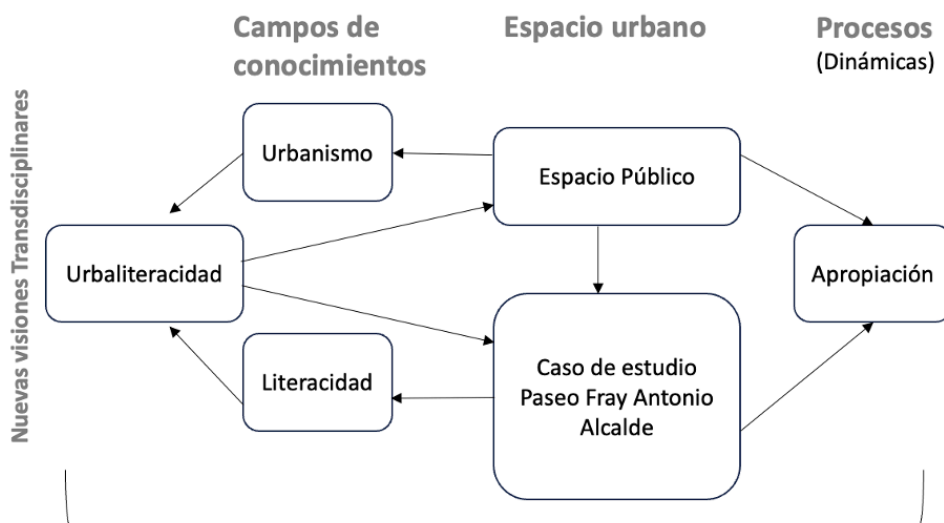 Campos de
conocimientos
Espacio urbano
Procesos
(Dinámicas)
Nuevas visiones Transdisciplinares
Urbanismo
Espacio Público
Urbaliteracidad
Apropiación
Literacidad
Caso de estudio
Paseo Fray Antonio
Alcalde